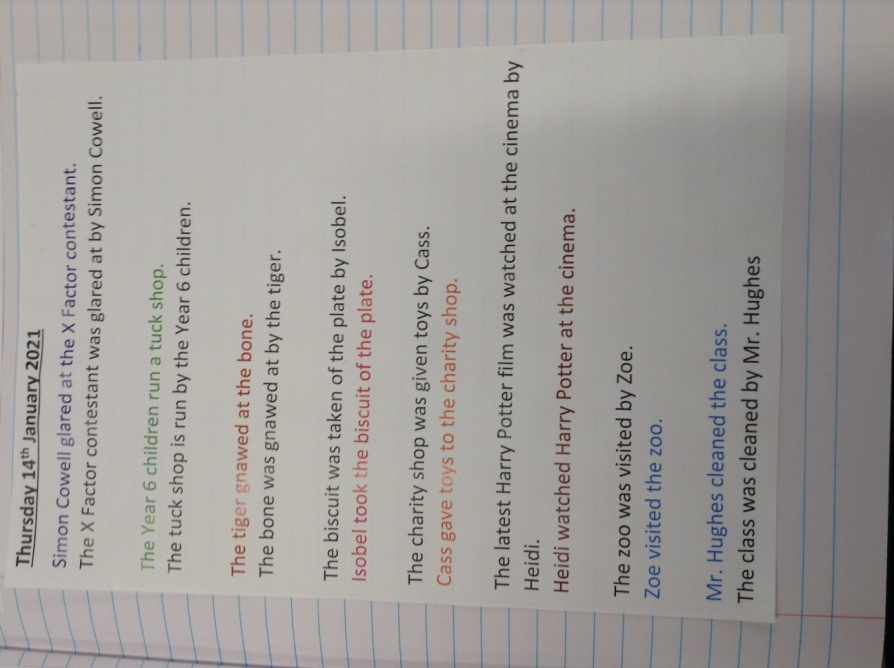 Thursday 14th January 2021
Simon Cowell glared at the X Factor contestant.
The X Factor contestant was glared at by Simon Cowell.
The Year 6 children run a tuck shop.
The tuck shop is run by the Year 6 children.
The tiger gnawed at the bone.
The bone was gnawed at by the tiger.
The biscuit was taken of the plate by Isobel.
Isobel took the biscuit of the plate.
The charity shop was given toys by Cass.
Cass gave toys to the charity shop.
The latest Harry Potter film was watched at the cinema by
Heidi.
Heidi watched Harry Potter at the cinema.
The zoo was visited by Zoe.
Zoe visited the zoo.
Mr. Hughes cleaned the class.
The class was cleaned by Mr. Hughes